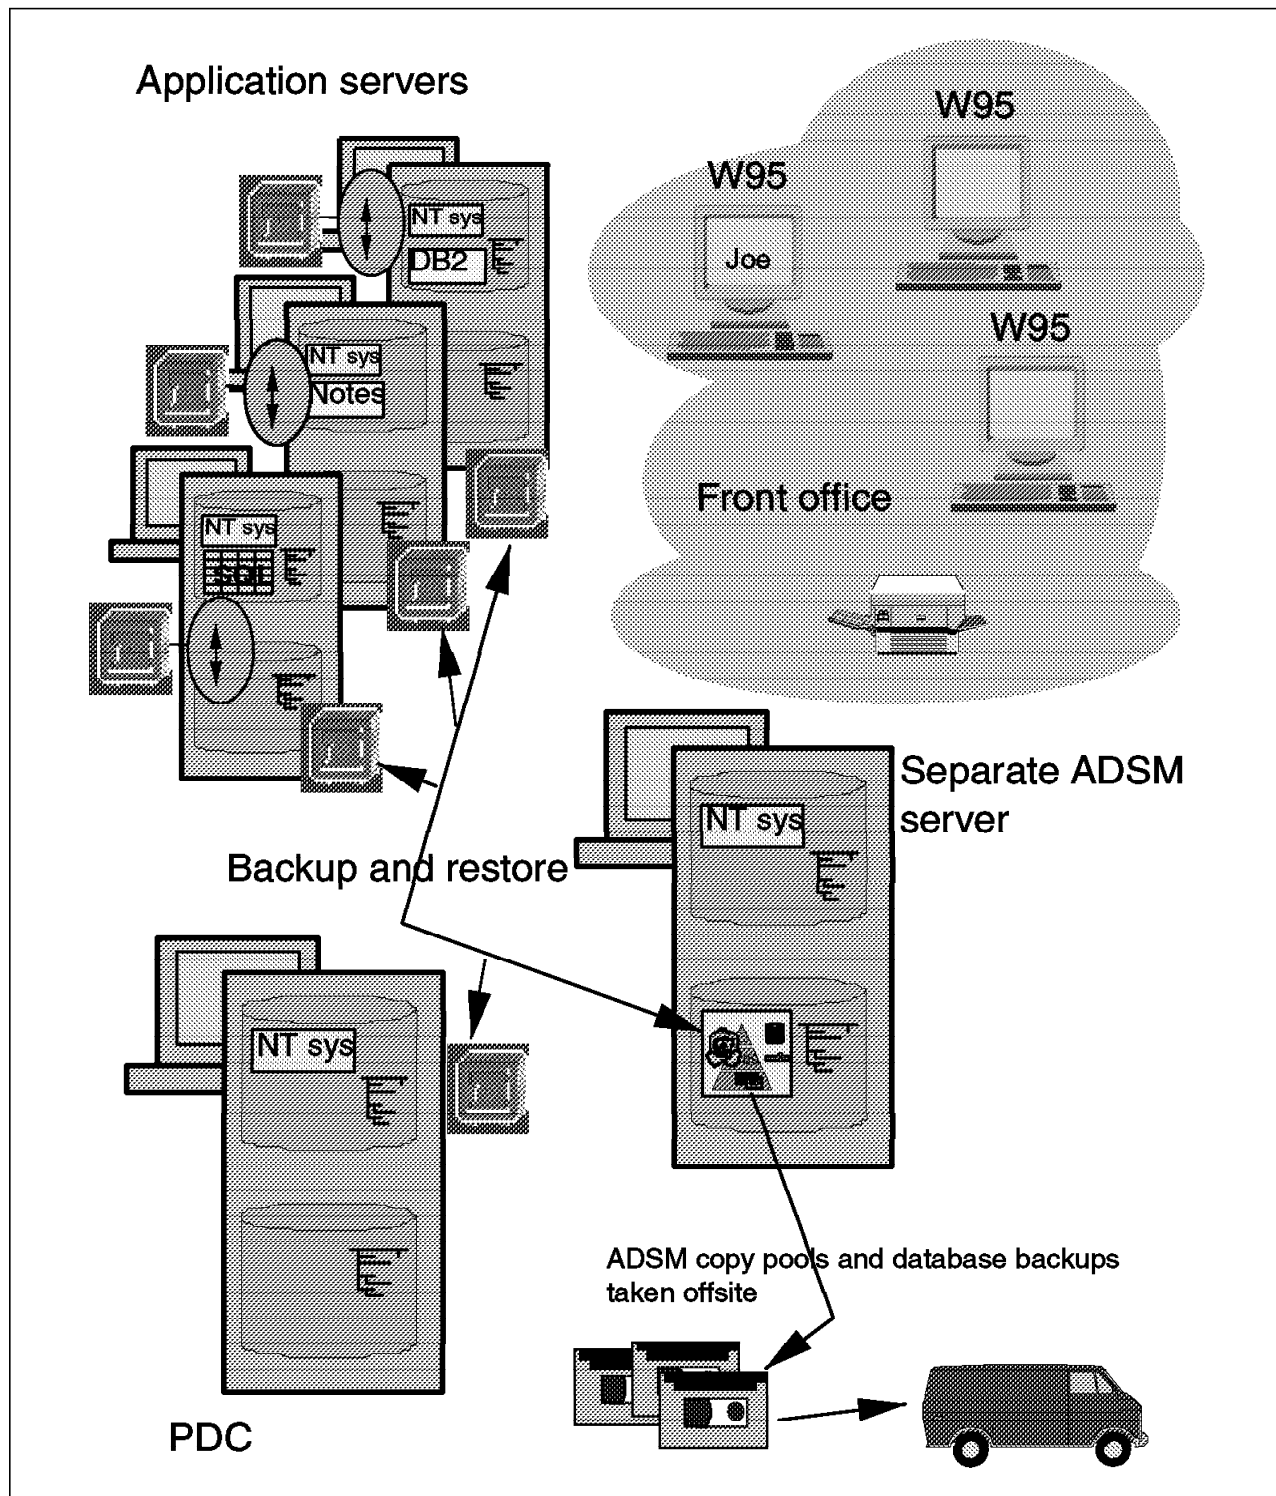 Application servers
W95
W95
Joe
NT sys
DB2
W95
NT sys
Notes
Front office
NT sys
SQL
Separate ADSM
server
NT sys
Backup and restore
NT sys
ADSM copy pools and database backups
taken offsite
PDC